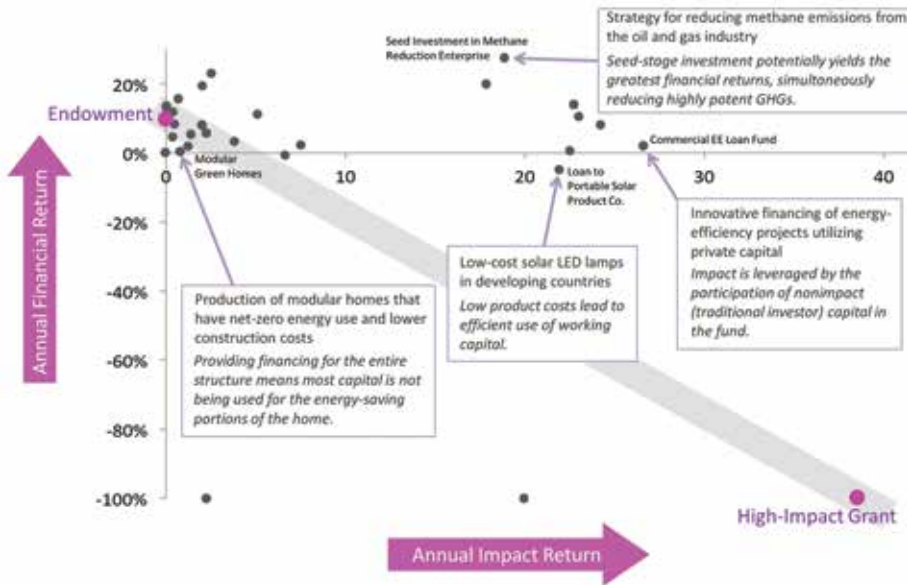 Strategy for reducing methane emissions from
the oil and gas industry
Seed-stage investment potentially yields the
greatest financial returns, simultaneously
reducing highly potent GHGs.
Seed Investment in Methane
Reduction Enterprise
20%
Endowment
0%
Modular
Green Homes
Commercial EE Loan Fund
Loan to
Portable Solar
Product Co.
0
10
20
30
40
-20%
-40%
-60%
-80%
-100%
Annual Financial Return
Innovative financing of energy-
efficiency projects utilizing
private capital
Impact is leveraged by the
participation of nonimpact
(traditional investor) capital in
the fund.
Low-cost solar LED lamps
in developing countries
Low product costs lead to
efficient use of working
capital.
Production of modular homes that
have net-zero energy use and lower
construction costs
Providing financing for the entire
structure means most capital is not
being used for the energy-saving
portions of the home.
High-Impact Grant
Annual Impact Return